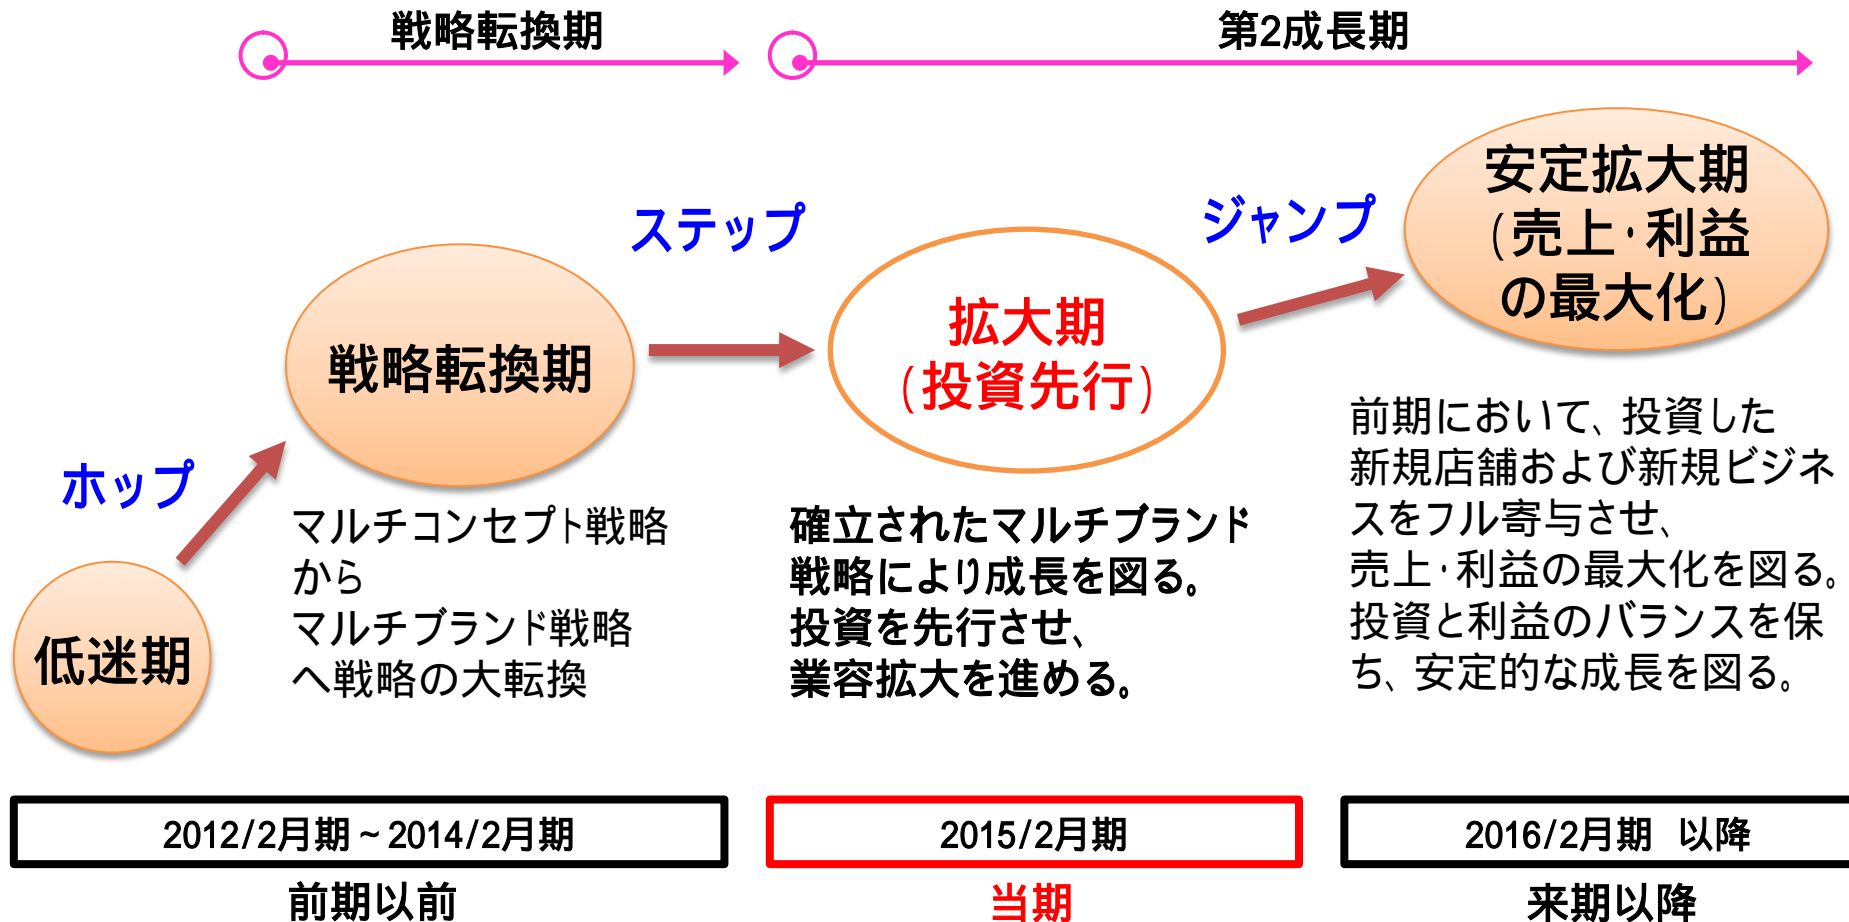 戦略転換期
第2成長期
ホップ
ステップ
ジャンプ
低迷期
戦略転換期
拡大期
(投資先行)
安定拡大期
(売上･利益
の最大化)
マルチコンセプト戦略
から
マルチブランド戦略
へ戦略の大転換
確立されたマルチブランド
戦略により成長を図る。
投資を先行させ、
業容拡大を進める。
前期において、投資した
新規店舗および新規ビジネ
スをフル寄与させ、
売上･利益の最大化を図る。
投資と利益のバランスを保
ち、安定的な成長を図る。
2012/2月期～2014/2月期
2015/2月期
2016/2月期　以降
前期以前
当期
来期以降